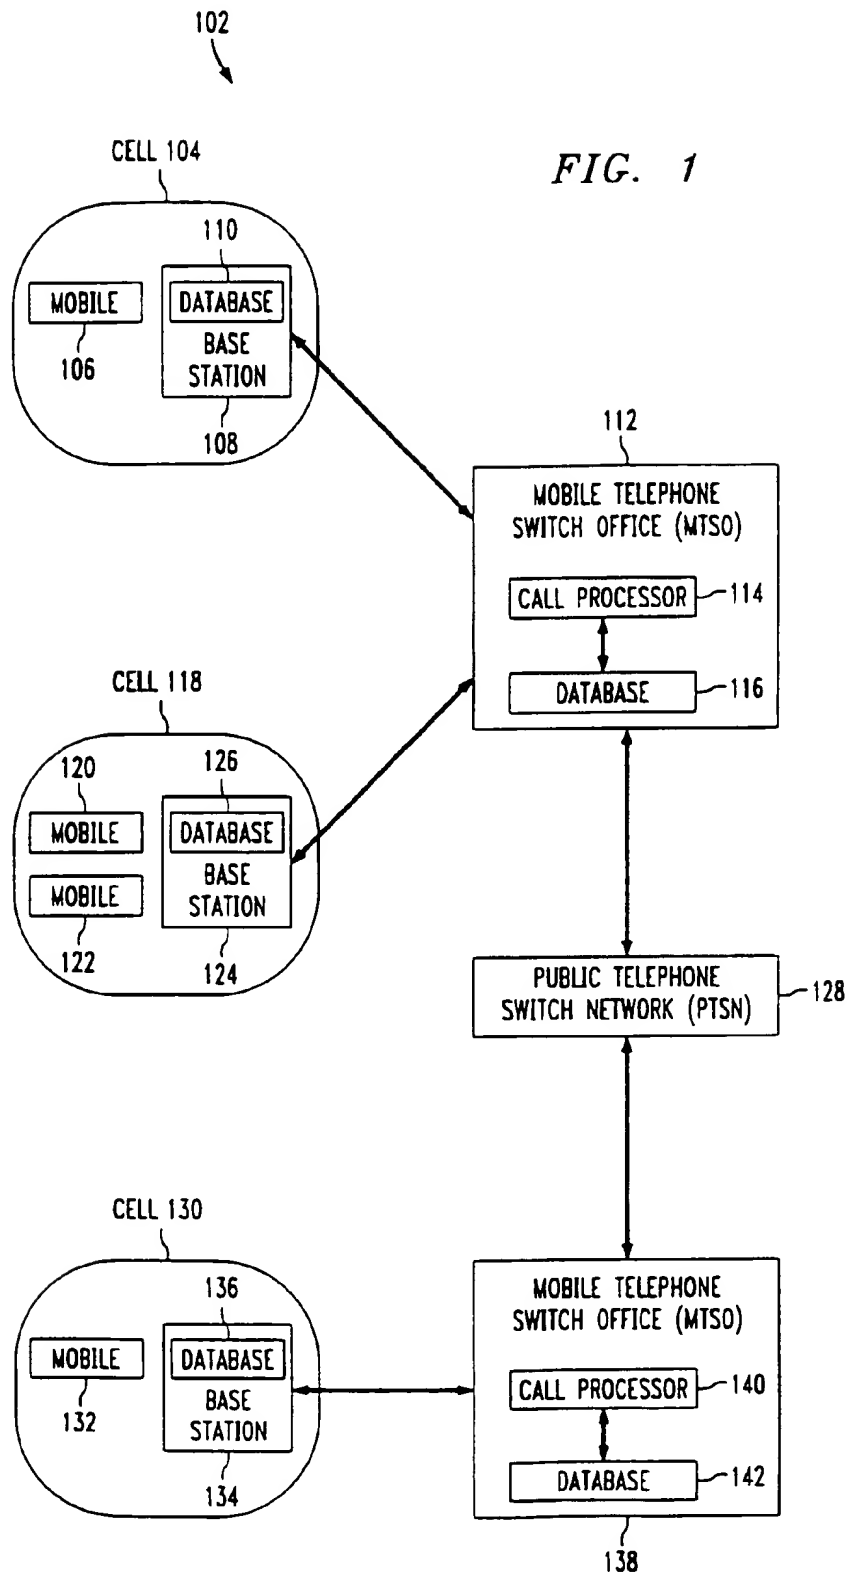 102
FIG. 1
CELL 104
110
DATABASE
MOBILE
106
BASE
STATION
108
112
MOBILE TELEPHONE
SWITCH OFFICE (MTSO)
CALL PROCESSOR
114
DATABASE
116
CELL 118
120
MOBILE
MOBILE
122
126
DATABASE
BASE
STATION
124
PUBLIC TELEPHONE
SWITCH NETWORK (PTSN)
128
CELL 130
136
DATABASE
MOBILE
132
BASE
STATION
134
MOBILE TELEPHONE
SWITCH OFFICE (MTSO)
CALL PROCESSOR
140
DATABASE
142
138